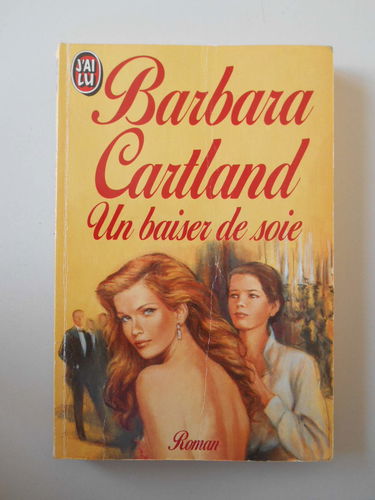 J'AI
LU
Barbara
Cartland
Un baiser de soie
Roman